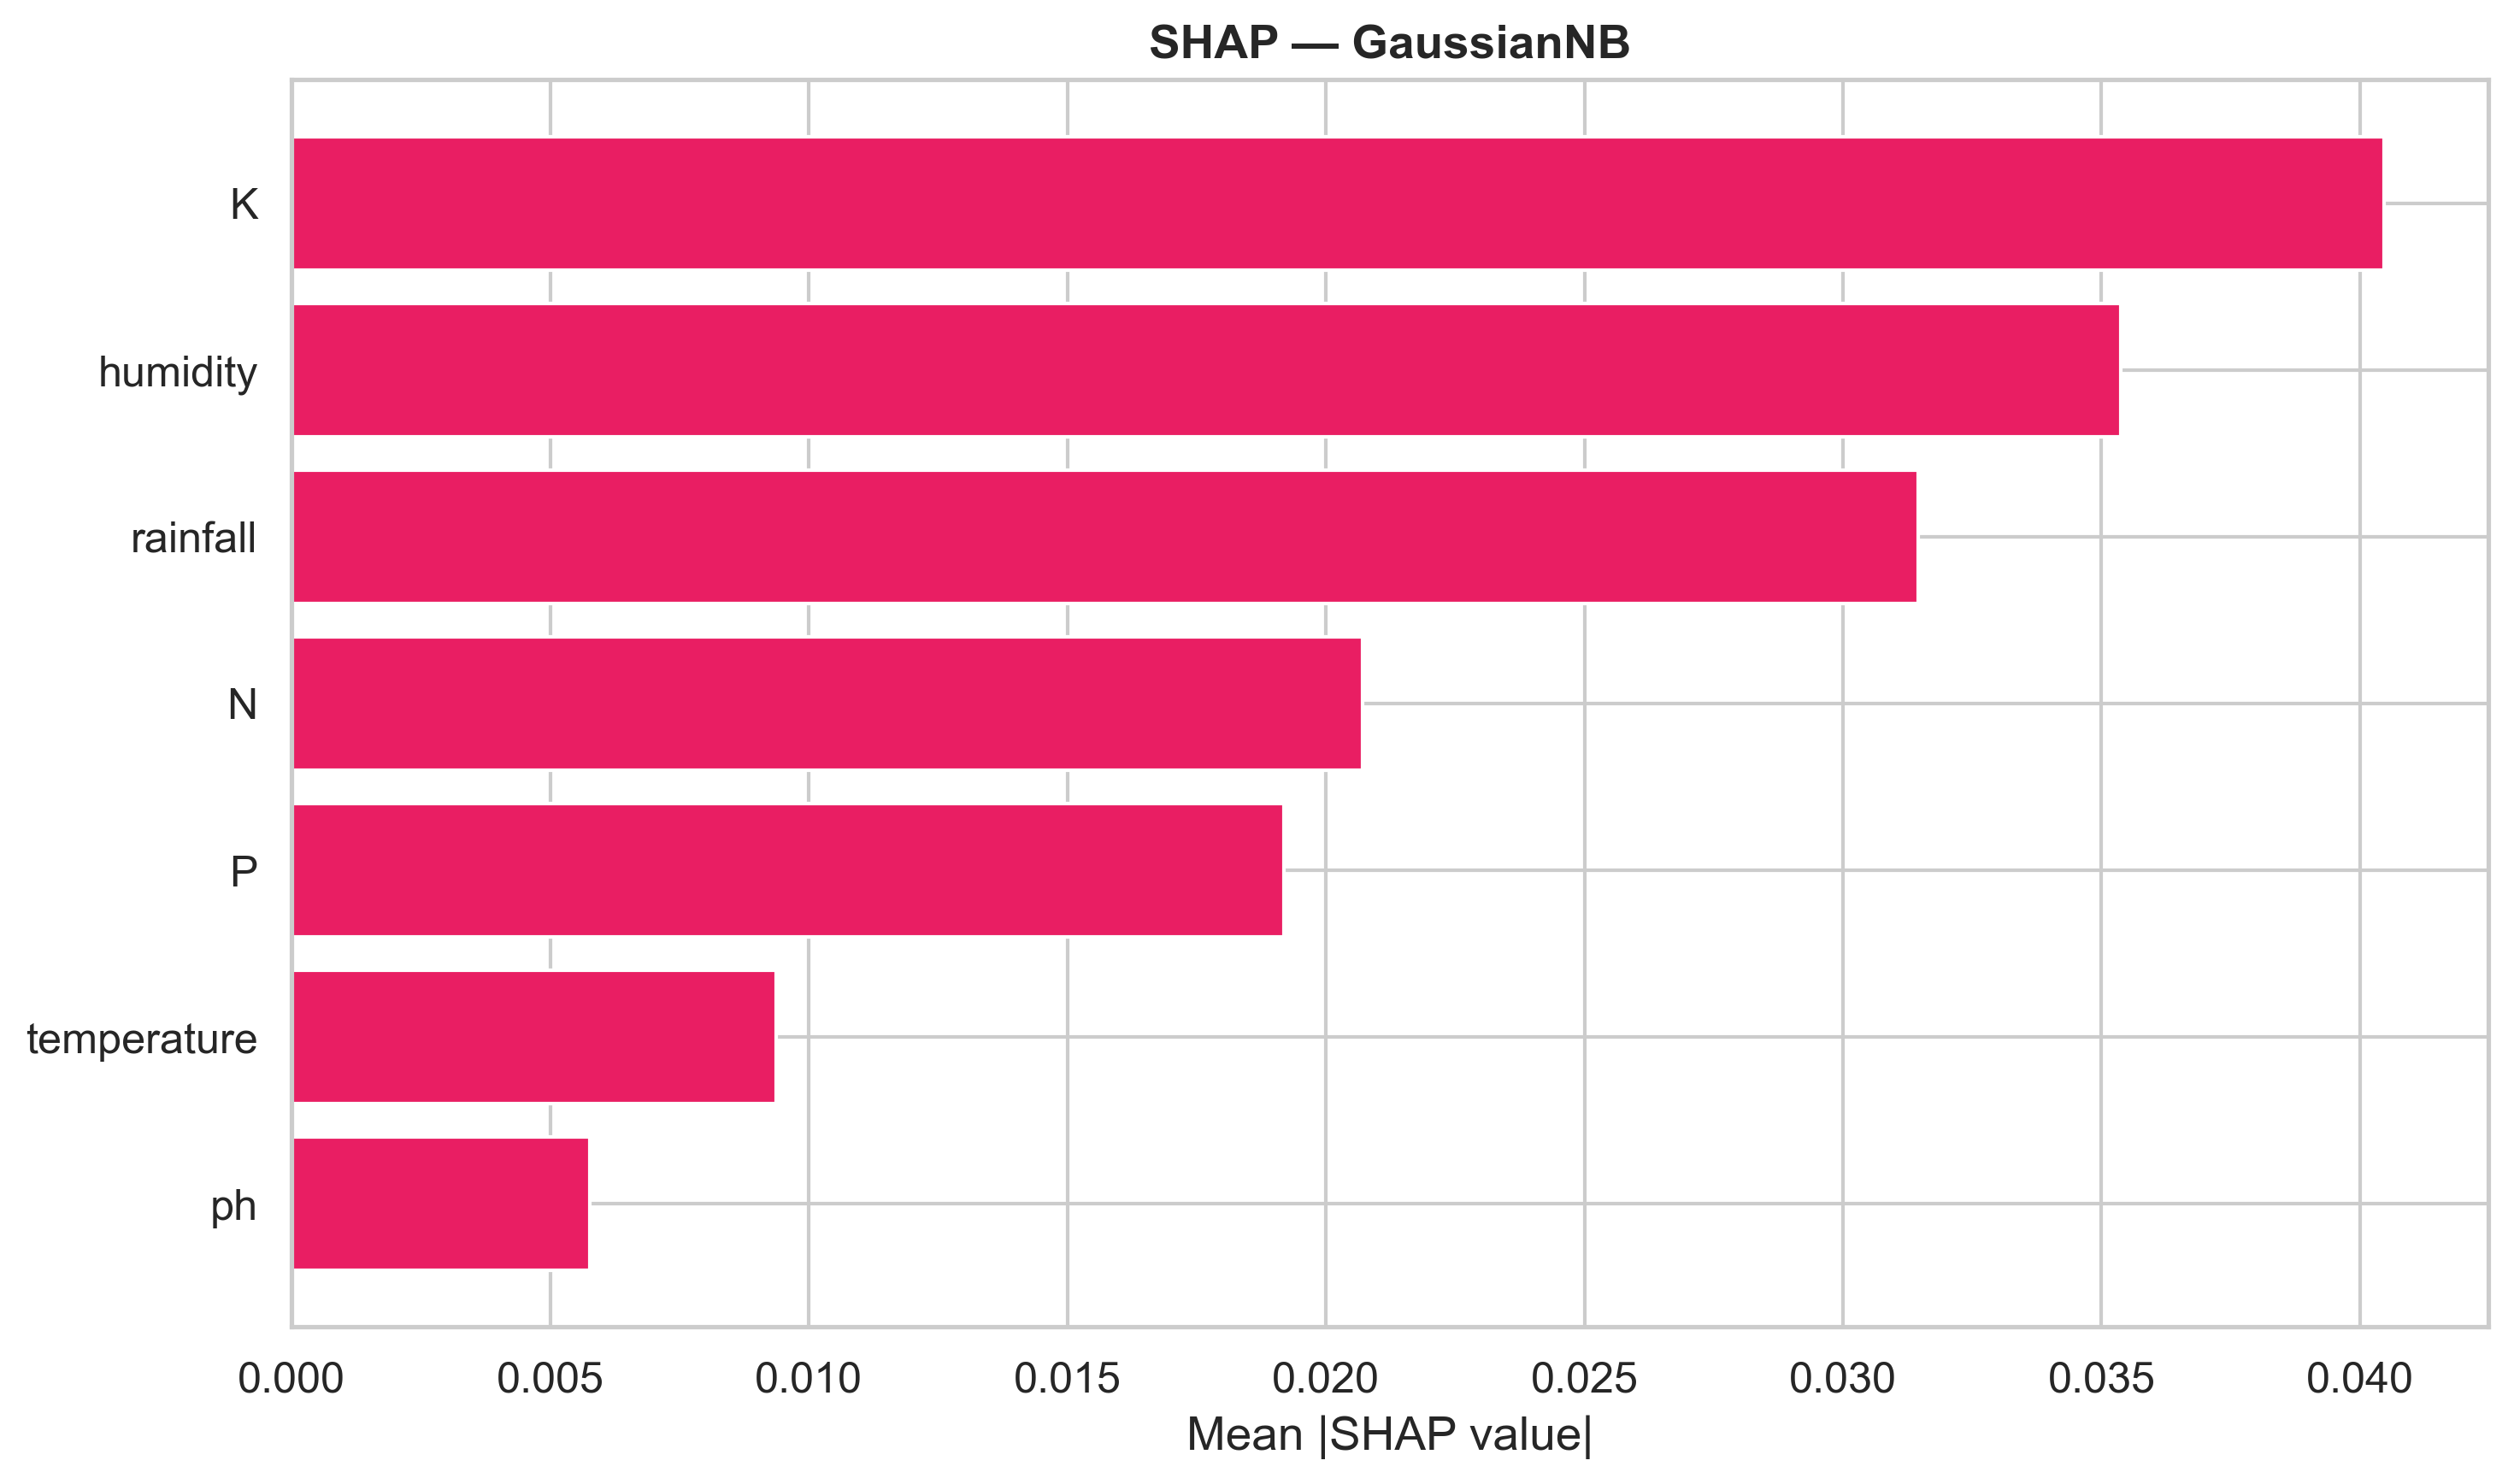 SHAP — GaussianNB
K
humidity
rainfall
N
P
temperature
ph
0.000 0.005 0.010 0.015 0.020 0.025 0.030 0.035 0.040
Mean |SHAP value|